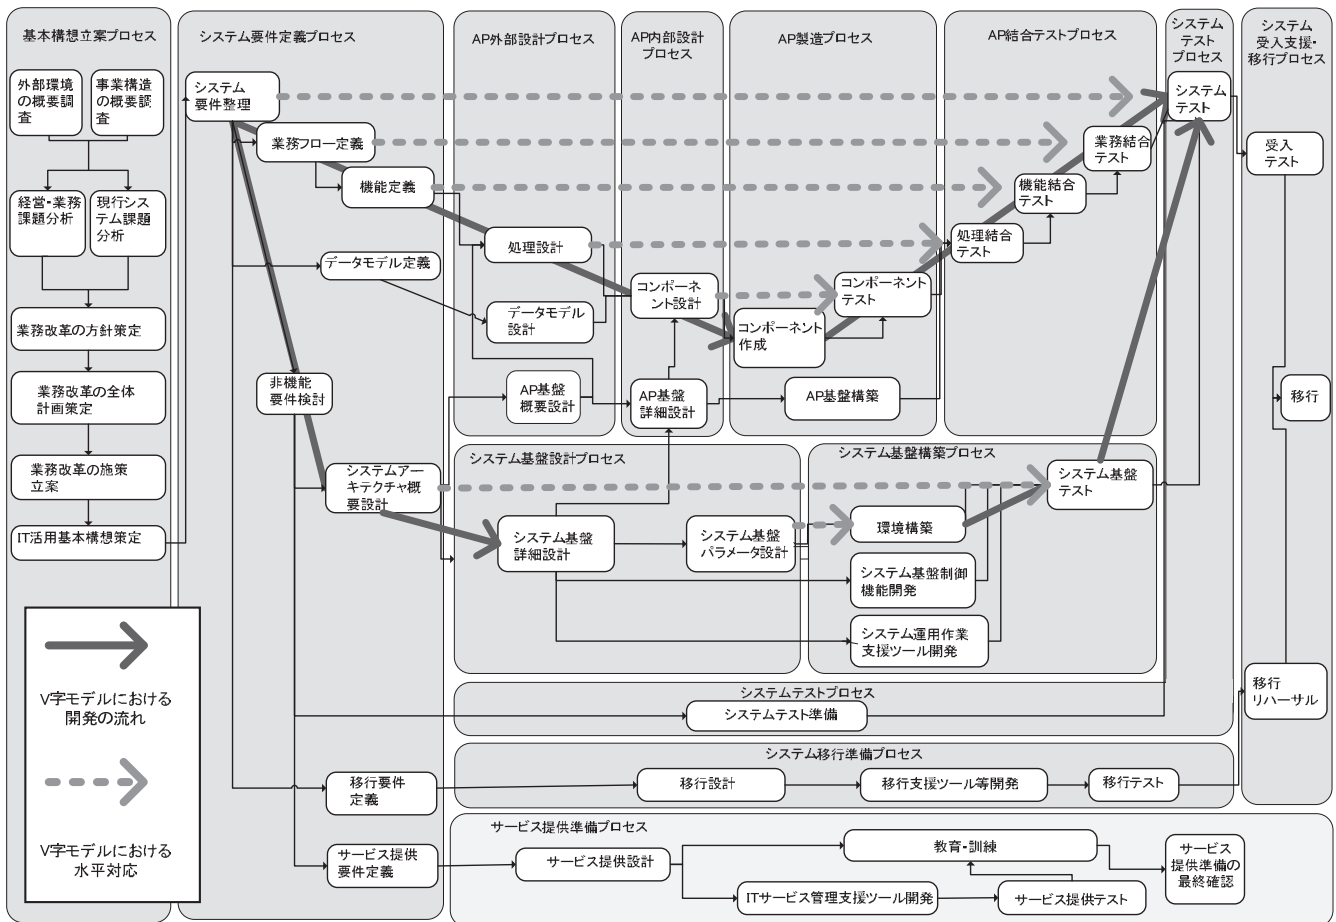 基本構想立案プロセス
外部環境
の概要調
査
事業構造
の概要調
査
経営・業務
課題分析
現行シス
テム課題
分析
業務改革の方針策定
業務改革の全体
計画策定
業務改革の施策
立案
IT活用基本構想策定
V字モデルにおける
開発の流れ
V字モデルにおける
水平対応
システム要件定義プロセス
システム
要件整理
業務フロー定義
機能定義
データモデル定義
非機能
要件検討
システムアー
キテクチャ概
要設計
移行要件
定義
サービス提供
要件定義
AP外部設計プロセス
処理設計
データモデル
設計
AP基盤
概要設計
AP内部設計
プロセス
コンポーネ
ント設計
AP基盤
詳細設計
AP製造プロセス
コンポーネント
テスト
コンポーネント
作成
AP基盤構築
AP結合テストプロセス
業務結合
テスト
機能結合
テスト
処理結合
テスト
システム
テスト
プロセス
システム
テスト
システム
受入支援・
移行プロセス
受入
テスト
移行
移行
リハーサル
システム基盤設計プロセス
システム基盤
詳細設計
システム基盤
パラメータ設計
システム基盤構築プロセス
システム基盤
テスト
環境構築
システム基盤制御
機能開発
システム運用作業
支援ツール開発
システムテストプロセス
システムテスト準備
システム移行準備プロセス
移行設計
移行支援ツール等開発
移行テスト
サービス提供準備プロセス
サービス提供設計
教育・訓練
ITサービス管理支援ツール開発
サービス提供テスト
サービス
提供準備の
最終確認